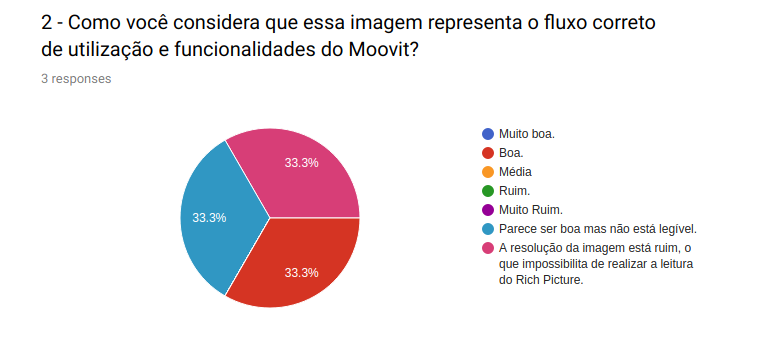 2 - Como você considera que essa imagem representa o fluxo correto
de utilização e funcionalidades do Moovit?
3 responses
33.3%
33.3%
33.3%
Muito boa.
Boa.
Média
Ruim.
Muito Ruim.
Parece ser boa mas não está legível.
A resolução da imagem está ruim, o
que impossibilita de realizar a leitura
do Rich Picture.